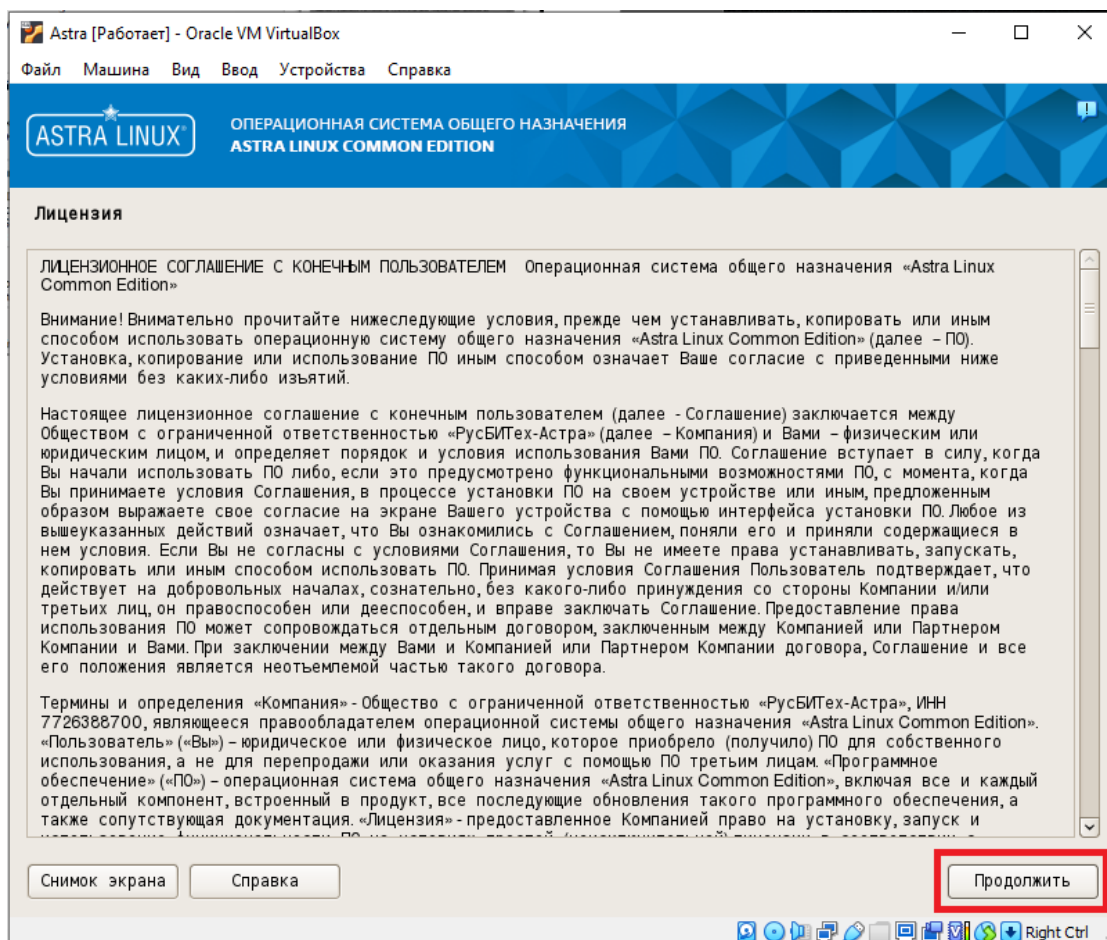 Astra [Работает] - Oracle VM VirtualBox
Файл Машина Вид Ввод Устройства Справка
ASTRA LINUX®
ОПЕРАЦИОННАЯ СИСТЕМА ОБЩЕГО НАЗНАЧЕНИЯ
ASTRA LINUX COMMON EDITION
Лицензия
ЛИЦЕНЗИОННОЕ СОГЛАШЕНИЕ С КОНЕЧНЫМ ПОЛЬЗОВАТЕЛЕМ Операционная система общего назначения «Astra Linux
Common Edition»
Внимание! Внимательно прочитайте нижеследующие условия, прежде чем устанавливать, копировать или иным
способом использовать операционную систему общего назначения «Astra Linux Common Edition» (далее – ПО).
Установка, копирование или использование ПО иным способом означает Ваше согласие с приведенными ниже
условиями без каких-либо изъятий.
Настоящее лицензионное соглашение с конечным пользователем (далее - Соглашение) заключается между
Обществом с ограниченной ответственностью «РусБИТех-Астра» (далее – Компания) и Вами – физическим или
юридическим лицом, и определяет порядок и условия использования Вами ПО. Соглашение вступает в силу, когда
Вы начали использовать ПО либо, если это предусмотрено функциональными возможностями ПО, с момента, когда
Вы принимаете условия Соглашения, в процессе установки ПО на своем устройстве или иным, предложенным
образом выражаете свое согласие на экране Вашего устройства с помощью интерфейса установки ПО. Любое из
вышеуказанных действий означает, что Вы ознакомились с Соглашением, поняли его и приняли содержащиеся в
нем условия. Если Вы не согласны с условиями Соглашения, то Вы не имеете права устанавливать, запускать,
копировать или иным способом использовать ПО. Принимая условия Соглашения Пользователь подтверждает, что
действует на добровольных началах, сознательно, без какого-либо принуждения со стороны Компании и/или
третьих лиц, он правоспособен или дееспособен, и вправе заключать Соглашение. Предоставление права
использования ПО может сопровождаться отдельным договором, заключенным между Компанией или Партнером
Компании и Вами. При заключении между Вами и Компанией или Партнером Компании договора, Соглашение и все
его положения является неотъемлемой частью такого договора.
Термины и определения «Компания» - Общество с ограниченной ответственностью «РусБИТех-Астра», ИНН
7726388700, являющееся правообладателем операционной системы общего назначения «Astra Linux Common Edition».
«Пользователь» («Вы») – юридическое или физическое лицо, которое приобрело (получило) ПО для собственного
использования, а не для перепродажи или оказания услуг с помощью ПО третьим лицам. «Программное
обеспечение» («ПО») – операционная система общего назначения «Astra Linux Common Edition», включая все и каждый
отдельный компонент, встроенный в продукт, все последующие обновления такого программного обеспечения, а
также сопутствующая документация. «Лицензия» - предоставленное Компанией право на установку, запуск и
Снимок экрана
Справка
Продолжить
Right Ctrl